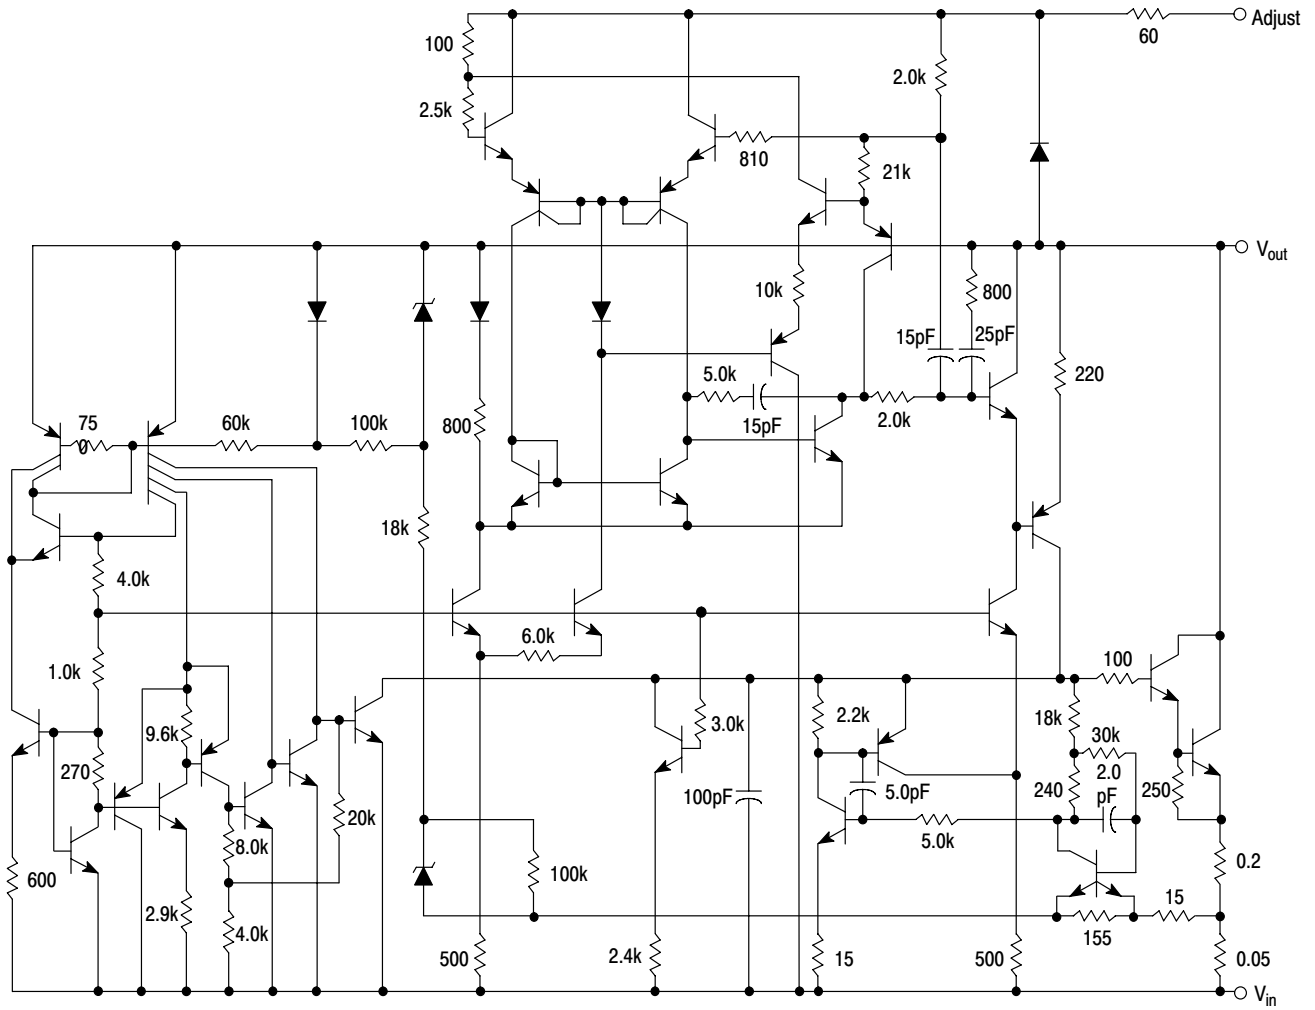 Adjust
60
100
2.0k
2.5k
810
21k
Vout
10k
800
15pF
25pF
220
5.0k
75
0
60k
100k
800
15pF
2.0k
18k
4.0k
6.0k
1.0k
100
9.6k
2.2k
3.0k
18k
30k
270
2.0
pF
100pF
5.0pF
240
250
20k
8.0k
5.0k
0.2
600
100k
15
2.9k
4.0k
155
500
2.4k
15
500
0.05
Vin